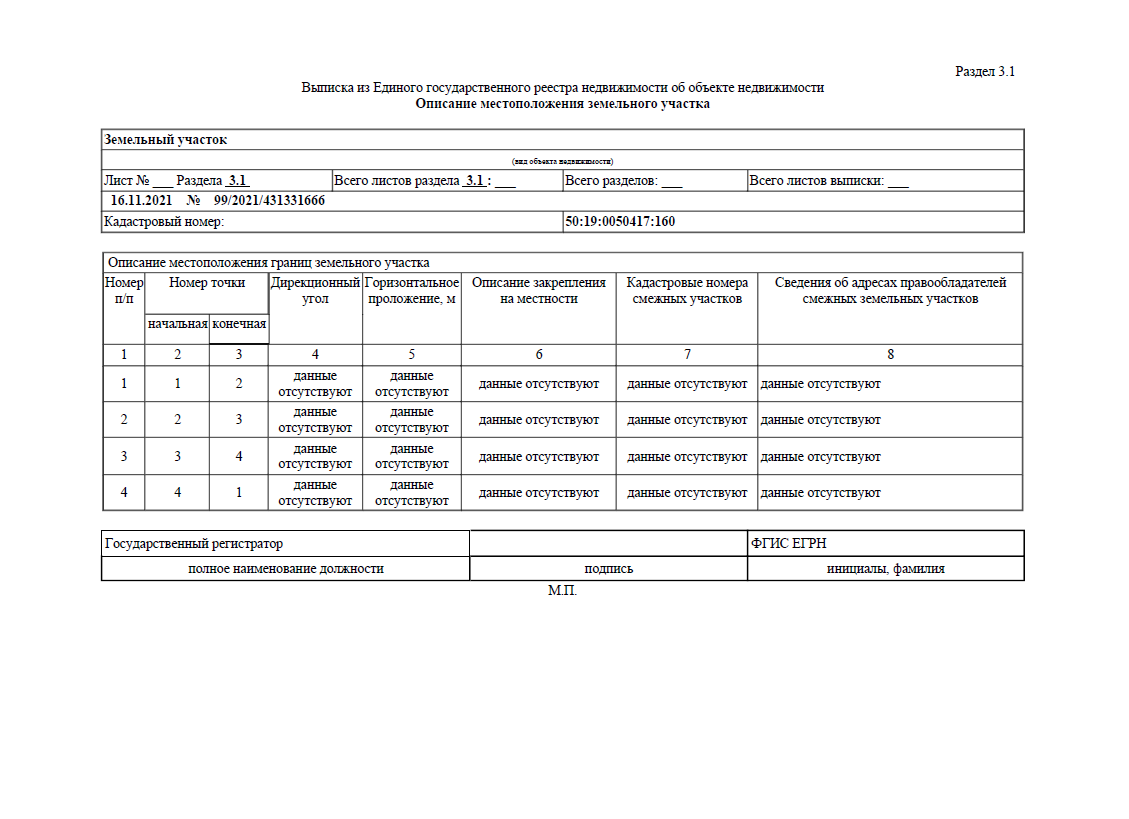 Раздел 3.1
Выписка из Единого государственного реестра недвижимости об объекте недвижимости
Описание местоположения земельного участка
Земельный участок
(вид объекта недвижимости)
Лист № ___ Раздела 3.1 Всего листов раздела 3.1 : ___ Всего разделов: ___ Всего листов выписки: ___
16.11.2021 № 99/2021/431331666
Кадастровый номер: 50:19:0050417:160
Описание местоположения границ земельного участка
Номер п/п Номер точки Дирекционный угол Горизонтальное проложение, м Описание закрепления на местности Кадастровые номера смежных участков Сведения об адресах правообладателей смежных земельных участков
начальная конечная
1 2 3 4 5 6 7 8
1 1 2 данные отсутствуют данные отсутствуют данные отсутствуют данные отсутствуют данные отсутствуют
2 2 3 данные отсутствуют данные отсутствуют данные отсутствуют данные отсутствуют данные отсутствуют
3 3 4 данные отсутствуют данные отсутствуют данные отсутствуют данные отсутствуют данные отсутствуют
4 4 1 данные отсутствуют данные отсутствуют данные отсутствуют данные отсутствуют данные отсутствуют
Государственный регистратор ФГИС ЕГРН
полное наименование должности подпись инициалы, фамилия
М.П.